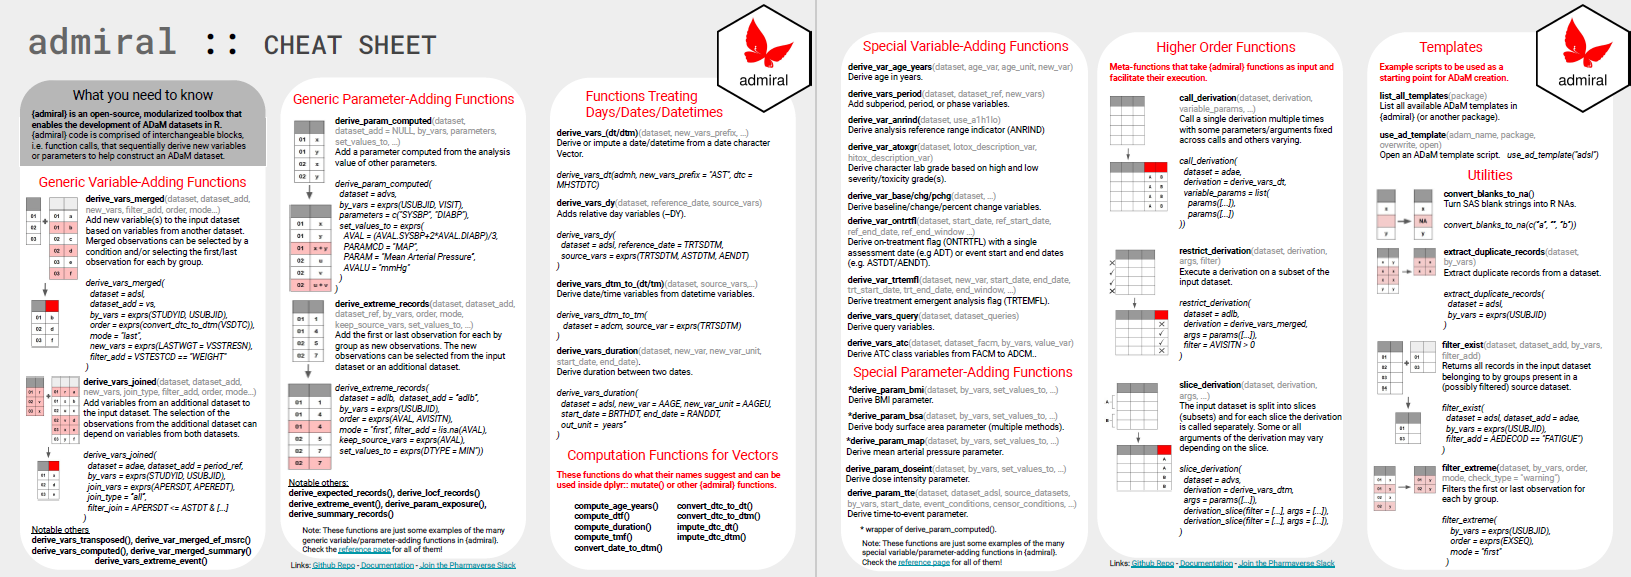 admiral :: CHEAT SHEET
admiral
What you need to know
{admiral} is an open-source, modularized toolbox that
enables the development of ADaM datasets in R.
{admiral} code is comprised of interchangeable blocks,
i.e. function calls, that sequentially derive new variables
or parameters to help construct an ADaM dataset.
Generic Variable-Adding Functions
derive_vars_merged(dataset, dataset_add,
new_vars, filter_add, order, mode...)
Add new variable(s) to the input dataset
based on variables from another dataset.
Merged observations can be selected by a
condition and/or selecting the first/last
observation for each by group.
derive_vars_merged(
dataset = adsl,
dataset_add = vs,
by_vars = exprs(STUDYID, USUBJID),
order = exprs(convert_dtc_to_dtm(VSDTC)),
mode = "last",
new_vars = exprs(LASTWGT = VSSTRESN),
filter_add = VSTESTCD == "WEIGHT"
)
derive_vars_joined(dataset, dataset_add,
new_vars, join_type, filter_add, order, mode...)
Add variables from an additional dataset to
the input dataset. The selection of the
observations from the additional dataset can
depend on variables from both datasets.
derive_vars_joined(
dataset = adae, dataset_add = period_ref,
by_vars = exprs(STUDYID, USUBJID),
join_vars = exprs(APERSDT, APEREDT),
join_type = "all",
filter_join = APERSDT <= ASTDT & [...]
)
Notable others
derive_vars_transposed(), derive_var_merged_ef_msrc()
derive_vars_computed(), derive_var_merged_summary()
derive_vars_extreme_event()
Generic Parameter-Adding Functions
derive_param_computed(dataset,
dataset_add = NULL, by_vars, parameters,
set_values_to, ...)
Add a parameter computed from the analysis
value of other parameters.
derive_param_computed(
dataset = advs,
by_vars = exprs(USUBJID, VISIT),
parameters = c("SYSBP", "DIABP"),
set_values_to = exprs(
AVAL = (AVAL.SYSBP+2*AVAL.DIABP)/3,
PARAMCD = "MAP",
PARAM = "Mean Arterial Pressure",
AVALU = "mmHg"
)
)
derive_extreme_records(dataset, dataset_add,
dataset_ref, by_vars, order, mode,
keep_source_vars, set_values_to, ...)
Add the first or last observation for each by
group as new observations. The new
observations can be selected from the input
dataset or an additional dataset.
derive_extreme_records(
dataset = adlb, dataset_add = "adlb",
by_vars = exprs(USUBJID),
order = exprs(AVAL, AVISITN),
mode = "first", filter_add = !is.na(AVAL),
keep_source_vars = exprs(AVAL),
set_values_to = exprs(DTYPE = MIN"))
Notable others:
derive_expected_records(), derive_locf_records()
derive_extreme_event(), derive_param_exposure(),
derive_summary_records()
Note: These functions are just some examples of the many
generic variable/parameter-adding functions in {admiral}.
Check the reference page for all of them!
Links: Github Repo - Documentation - Join the Pharmaverse Slack
Functions Treating
Days/Dates/Datetimes
derive_vars_(dt/dtm)(dataset, new_vars_prefix, ...)
Derive or impute a date/datetime from a date character
Vector.
derive_vars_dt(admh, new_vars_prefix = "AST", dtc =
MHSTDTC)
derive_vars_dy(dataset, reference_date, source_vars)
Adds relative day variables (--DY).
derive_vars_dy(
dataset = adsl, reference_date = TRTSDTM,
source_vars = exprs(TRTSDTM, ASTDTM, AENDT)
)
derive_vars_dtm_to_(dt/tm)(dataset, source_vars,...)
Derive date/time variables from datetime variables.
derive_vars_dtm_to_tm(
dataset = adcm, source_var = exprs(TRTSDTM)
)
derive_vars_duration(dataset, new_var, new_var_unit,
start_date, end_date).
Derive duration between two dates.
derive_vars_duration(
dataset = adsl, new_var = AAGE, new_var_unit = AAGEU,
start_date = BRTHDT, end_date = RANDDT,
out_unit = years"
)
Computation Functions for Vectors
These functions do what their names suggest and can be
used inside dplyr:: mutate() or other {admiral} functions.
compute_age_years() convert_dtc_to_dt()
compute_dtf() convert_dtc_to_dtm()
compute_duration() impute_dtc_dt()
compute_tmf() impute_dtc_dtm()
convert_date_to_dtm()
Special Variable-Adding Functions
derive_var_age_years(dataset, age_var, age_unit, new_var)
Derive age in years.
derive_vars_period(dataset, dataset_ref, new_vars)
Add subperiod, period, or phase variables.
derive_var_anrind(dataset, use_a1hi1lo)
Derive analysis reference range indicator (ANRIND)
derive_var_atoxgr(dataset, lotox_description_var,
hitox_description_var)
Derive character lab grade based on high and low
severity/toxicity grade(s).
derive_var_base/chg/pchg(dataset, ...)
Derive baseline/change/percent change variables.
derive_var_ontrtfl(dataset, start_date, ref_start_date,
ref_end_date, ref_end_window ...)
Derive on-treatment flag (ONTRTFL) with a single
assessment date (e.g ADT) or event start and end dates
(e.g. ASTDT/AENDT).
derive_var_trtemfl(dataset, new_var, start_date, end_date,
trt_start_date, trt_end_date, end_window, ...)
Derive treatment emergent analysis flag (TRTEMFL).
derive_vars_query(dataset, dataset_queries)
Derive query variables.
derive_vars_atc(dataset, dataset_facm, by_vars, value_var)
Derive ATC class variables from FACM to ADCM..
Special Parameter-Adding Functions
*derive_param_bmi(dataset, by_vars, set_values_to, ...)
Derive BMI parameter.
*derive_param_bsa(dataset, by_vars, set_values_to, ...)
Derive body surface area parameter (multiple methods).
*derive_param_map(dataset, by_vars, set_values_to, ...)
Derive mean arterial pressure parameter.
derive_param_doseint(dataset, by_vars, set_values_to, ...)
Derive dose intensity parameter.
derive_param_tte(dataset, dataset_adsl, source_datasets,
by_vars, start_date, event_conditions, censor_conditions, ...)
Derive time-to-event parameter.
* wrapper of derive_param_computed().
Note: These functions are just some examples of the many
special variable/parameter-adding functions in {admiral}.
Check the reference page for all of them!
Higher Order Functions
Meta-functions that take {admiral} functions as input and
facilitate their execution.
call_derivation(dataset, derivation,
variable_params, ...)
Call a single derivation multiple times
with some parameters/arguments fixed
across calls and others varying.
call_derivation(
dataset = adae,
derivation = derive_vars_dt,
variable_params = list(
params([...]),
params([...])
))
restrict_derivation(dataset, derivation,
args, filter)
Execute a derivation on a subset of the
input dataset.
restrict_derivation(
dataset = adlb,
derivation = derive_vars_merged,
args = params([...]),
filter = AVISITN > 0
)
slice_derivation(dataset, derivation,
args, ...)
The input dataset is split into slices
(subsets) and for each slice the derivation
is called separately. Some or all
arguments of the derivation may vary
depending on the slice.
slice_derivation(
dataset = advs,
derivation = derive_vars_dtm,
args = params([...]),
derivation_slice(filter = [...], args = [...]),
derivation_slice(filter = [...], args = [...]),
)
Links: Github Repo - Documentation - Join the Pharmaverse Slack
admiral
Templates
Example scripts to be used as a
starting point for ADaM creation.
list_all_templates(package)
List all available ADaM templates in
{admiral} (or another package).
use_ad_template(adam_name, package,
overwrite, open)
Open an ADaM template script. use_ad_template("adsl")
Utilities
convert_blanks_to_na()
Turn SAS blank strings into R NAs.
convert_blanks_to_na(c("a", "", "b"))
extract_duplicate_records(dataset,
by_vars)
Extract duplicate records from a dataset.
extract_duplicate_records(
dataset = adsl,
by_vars = exprs(USUBJID)
)
filter_exist(dataset, dataset_add, by_vars,
filter_add)
Returns all records in the input dataset
belonging to by groups present in a
(possibly filtered) source dataset.
filter_exist(
dataset = adsl, dataset_add = adae,
by_vars = exprs(USUBJID),
filter_add = AEDECOD == "FATIGUE")
)
filter_extreme(dataset, by_vars, order,
mode, check_type = "warning")
Filters the first or last observation for
each by group.
filter_extreme(
by_vars = exprs(USUBJID),
order = exprs(EXSEQ),
mode = "first"
)